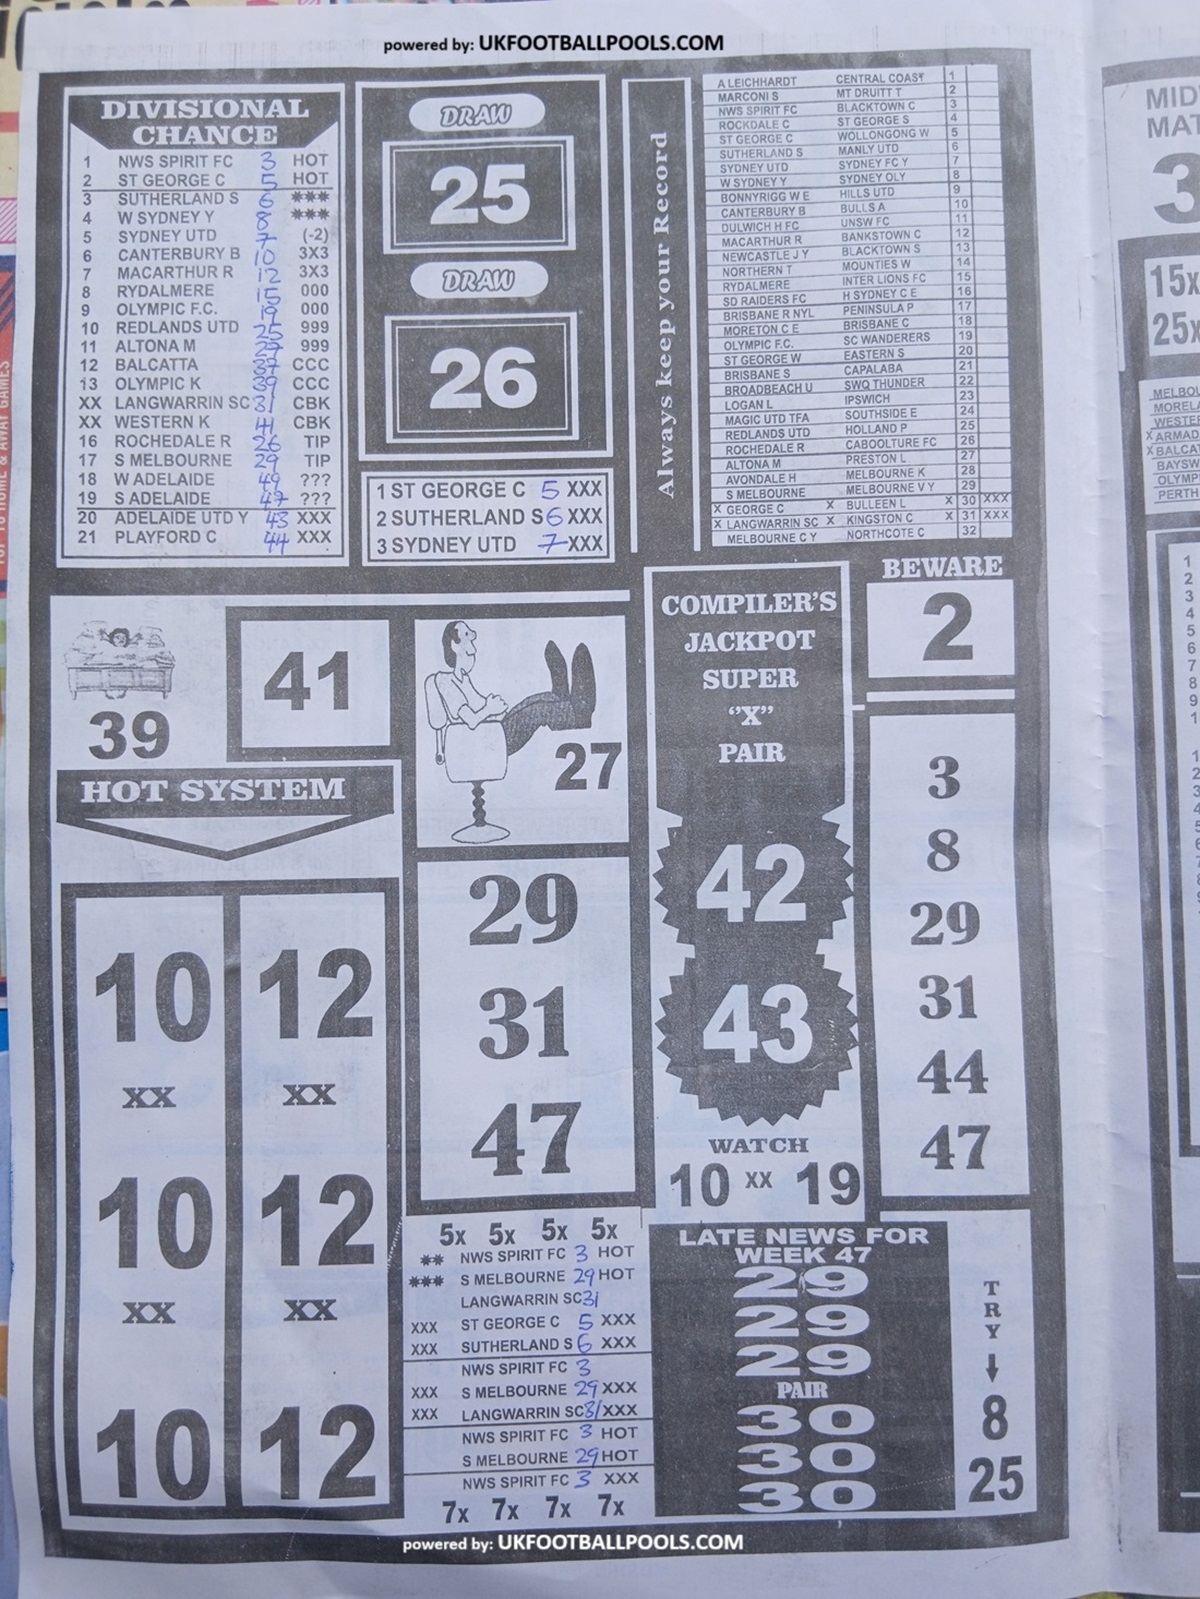 powered by: UKFOOTBALLPOOLS.COM
DIVISIONAL
CHANCE
1 NWS SPIRIT FC 3 HOT
2 ST GEORGE C 5 HOT
3 SUTHERLAND S 6 ***
4 W SYDNEY Y 8 ***
5 SYDNEY UTD 7 (-2)
6 CANTERBURY B 10 3X3
7 MACARTHUR R 12 3X3
8 RYDALMERE 15 000
9 OLYMPIC F.C. 19 000
10 REDLANDS UTD 25 999
11 ALTONA M 27 999
12 BALCATTA 37 CCC
13 OLYMPIC K 39 CCC
XX LANGWARRIN SC 31 CBK
XX WESTERN K 41 CBK
16 ROCHEDALE R 26 TIP
17 S MELBOURNE 29 TIP
18 W ADELAIDE 49 ???
19 S ADELAIDE 47 ???
20 ADELAIDE UTD Y 43 XXX
21 PLAYFORD C 44 XXX
DRAW
25
DRAW
26
1 ST GEORGE C 5 XXX
2 SUTHERLAND S 6 XXX
3 SYDNEY UTD 7 XXX
Always keep your Record
A LEICHHARDT CENTRAL COAST 1
MARCONI S MT DRUITT T 2
NWS SPIRIT FC BLACKTOWN C 3
ROCKDALE C ST GEORGE S 4
ST GEORGE C WOLLONGONG W 5
SUTHERLAND S MANLY UTD 6
SYDNEY UTD SYDNEY FC Y 7
W SYDNEY Y SYDNEY OLY 8
BONNYRIGG W E HILLS UTD 9
CANTERBURY B BULLS A 10
DULWICH H FC UNSW FC 11
MACARTHUR R BANKSTOWN C 12
NEWCASTLE J Y BLACKTOWN S 13
NORTHERN T MOUNTIES W 14
RYDALMERE INTER LIONS FC 15
SD RAIDERS FC H SYDNEY C E 16
BRISBANE R NYL PENINSULA P 17
MORETON C E BRISBANE C 18
OLYMPIC F.C. SC WANDERERS 19
ST GEORGE W EASTERN S 20
BRISBANE S CAPALABA 21
BROADBEACH U SWQ THUNDER 22
LOGAN L IPSWICH 23
MAGIC UTD TFA SOUTHSIDE E 24
REDLANDS UTD HOLLAND P 25
ROCHEDALE R CABOOLTURE FC 26
ALTONA M PRESTON L 27
AVONDALE H MELBOURNE K 28
S MELBOURNE MELBOURNE V Y 29
X GEORGE C X BULLEEN L X 30 XXX
X LANGWARRIN SC X KINGSTON C X 31 XXX
MELBOURNE C Y NORTHCOTE C 32
39
41
27
HOT SYSTEM
10 12
XX XX
10 12
XX XX
10 12
29
31
47
5x 5x 5x 5x
** NWS SPIRIT FC 3 HOT
*** S MELBOURNE 29 HOT
LANGWARRIN SC 31
XXX ST GEORGE C 5 XXX
XXX SUTHERLAND S 6 XXX
NWS SPIRIT FC 3
XXX S MELBOURNE 29 XXX
XXX LANGWARRIN SC 31 XXX
NWS SPIRIT FC 3 HOT
S MELBOURNE 29 HOT
NWS SPIRIT FC 3 XXX
7x 7x 7x 7x
COMPILER'S
JACKPOT
SUPER
"X"
PAIR
42
43
WATCH
10 XX 19
BEWARE
2
3
8
29
31
44
47
LATE NEWS FOR
WEEK 47
29
29
29
PAIR
30
30
30
TRY
8
25
powered by: UKFOOTBALLPOOLS.COM
15x
25x